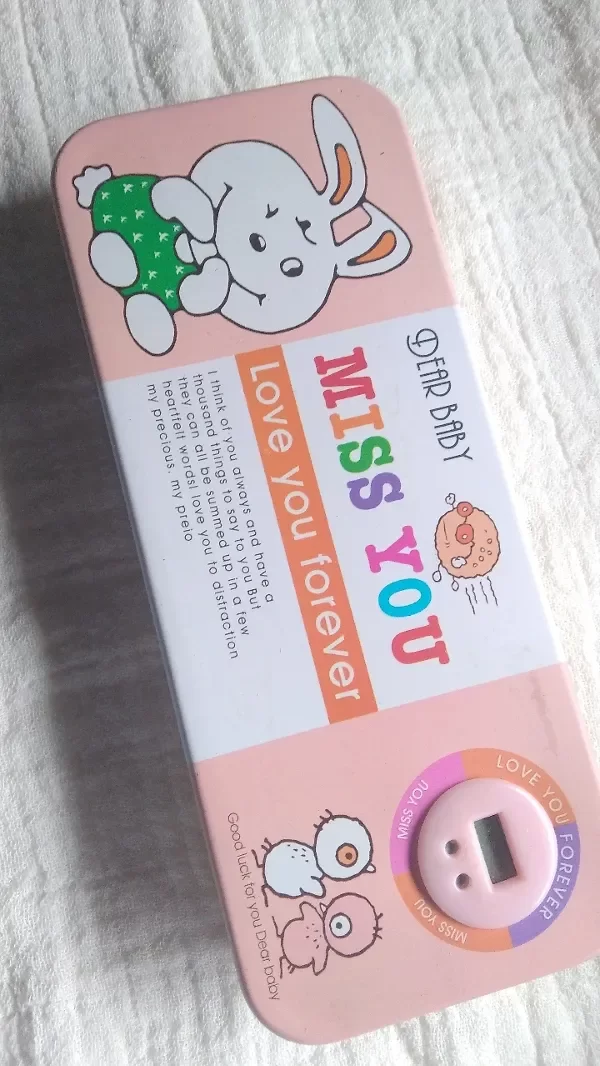 DEAR BABY
MISS YOU
Love you forever
I think of you always and have a
thousand things to say to you But
they can all be summed up in a few
heartfelt wordsI love you to distraction
my precious. my preio
LOVE YOU FOREVER
MISS YOU
MISS YOU
Good luck for you Dear baby